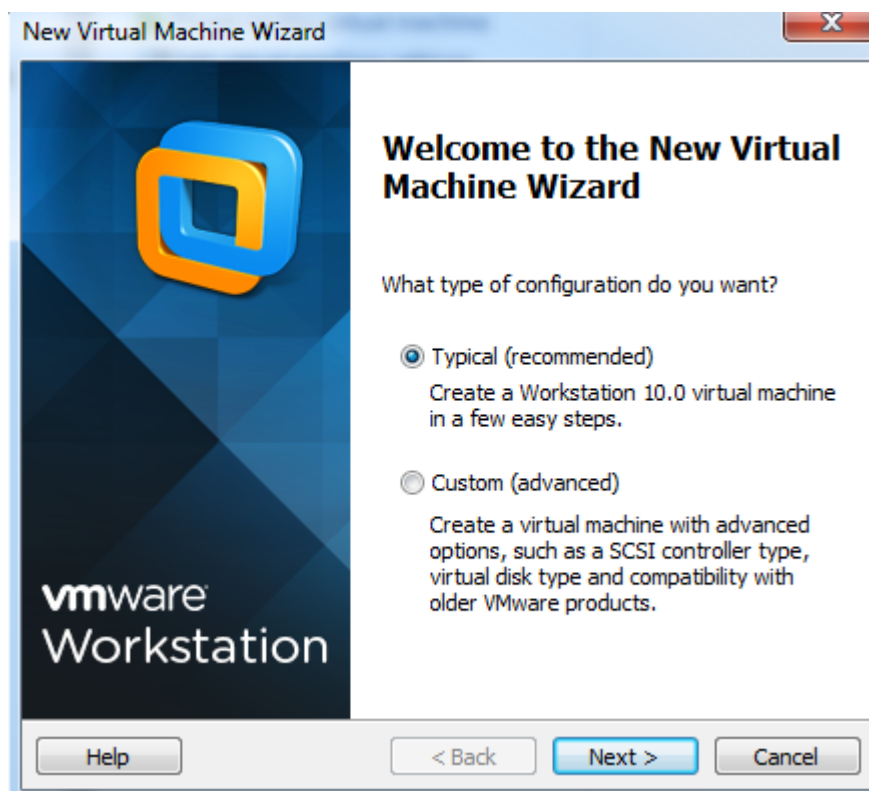 New Virtual Machine Wizard
Welcome to the New Virtual
Machine Wizard
What type of configuration do you want?
Typical (recommended)
Create a Workstation 10.0 virtual machine
in a few easy steps.
Custom (advanced)
Create a virtual machine with advanced
options, such as a SCSI controller type,
virtual disk type and compatibility with
older VMware products.
vmware
Workstation
Help
< Back
Next >
Cancel